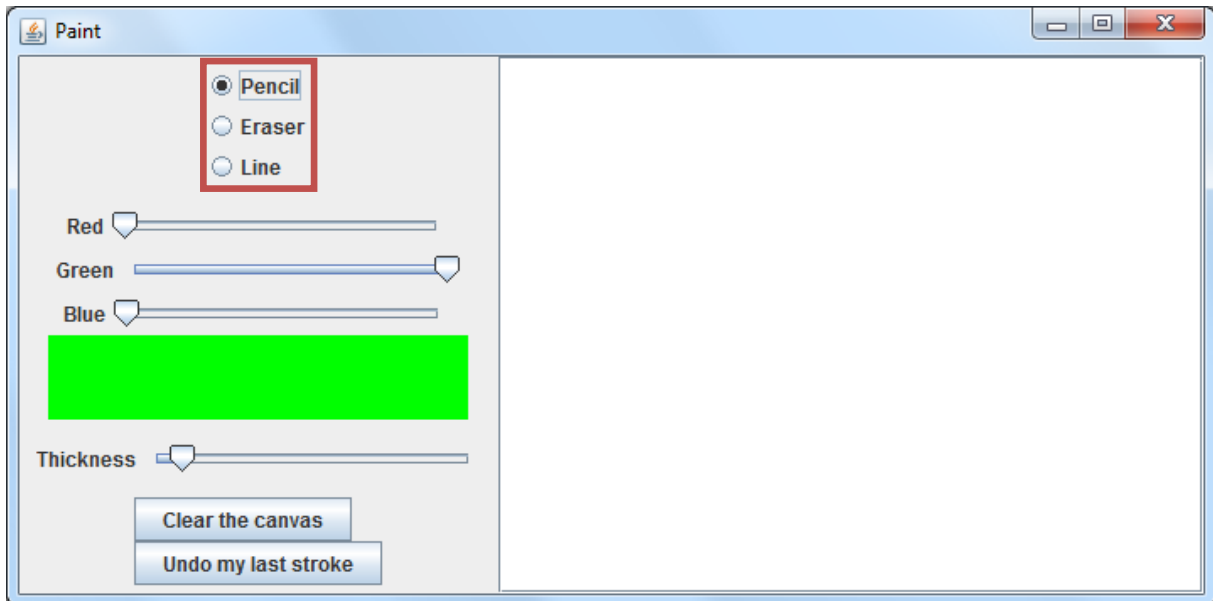 Paint
Pencil
Eraser
Line
Red
Green
Blue
Thickness
Clear the canvas
Undo my last stroke